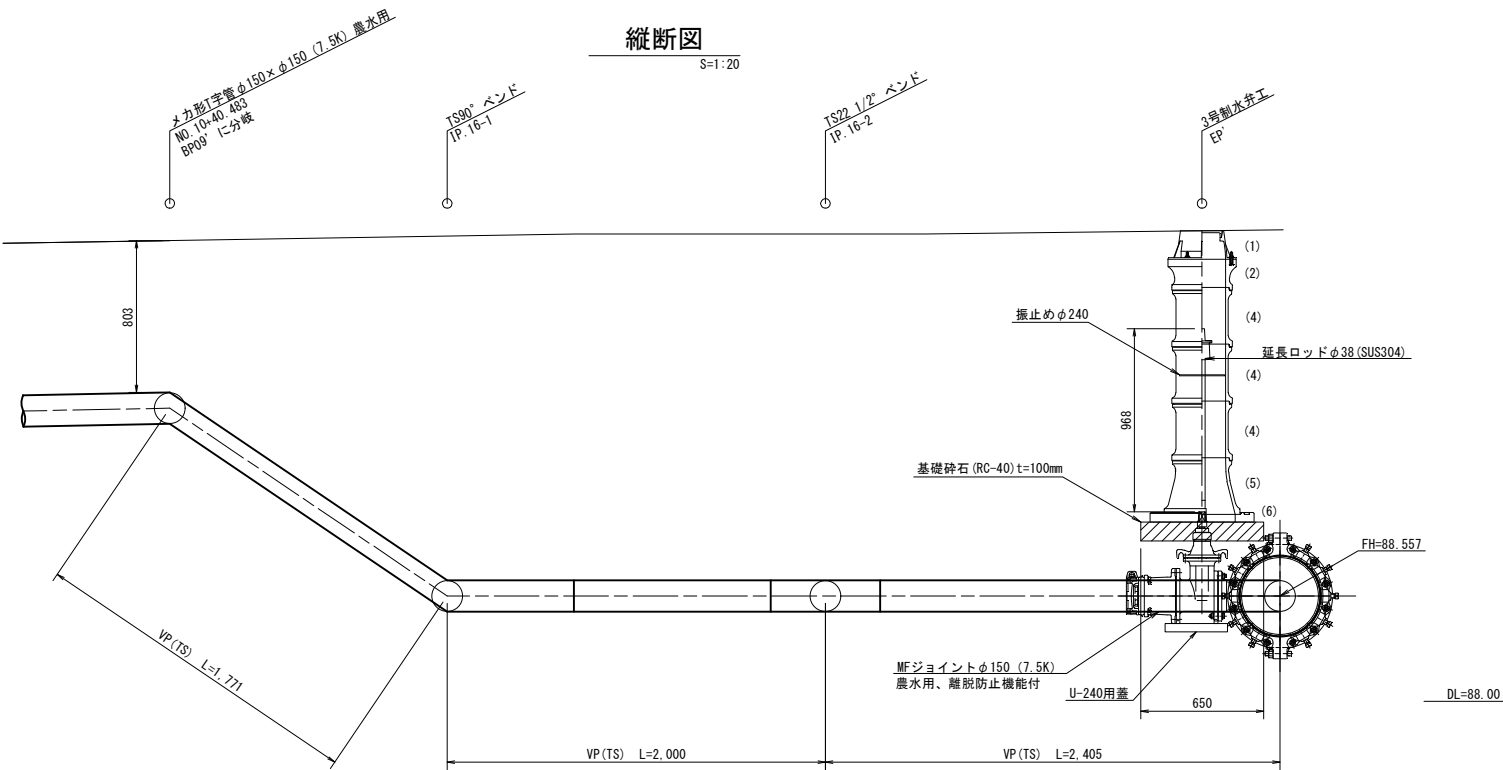 縦断図
S=1:20
メカ形T字管φ150×φ150 (7.5K) 農水用
NO.10+40.483
BP09' に分岐
TS90° ベンド
IP.16-1
TS22 1/2° ベンド
IP.16-2
3号制水弁工
EP'
803
(1)
(2)
(4)
振止めφ240
延長ロッドφ38(SUS304)
(4)
968
(4)
基礎砕石(RC-40)t=100mm
(5)
(6)
FH=88.557
VP(TS) L=1,771
MFジョイントφ150 (7.5K)
農水用、離脱防止機能付
U-240用蓋
650
DL=88.00
VP(TS) L=2,000
VP(TS) L=2,405